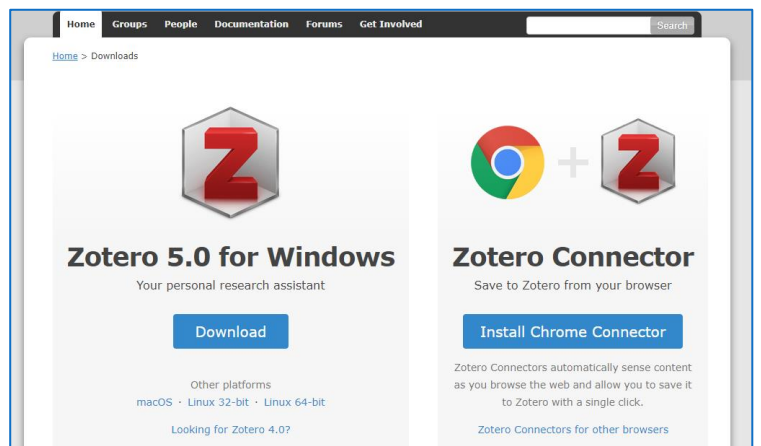 Home Groups People Documentation Forums Get Involved Search
Home > Downloads
Z
Z
Zotero 5.0 for Windows
Your personal research assistant
Download
Other platforms
macOS · Linux 32-bit · Linux 64-bit
Looking for Zotero 4.0?
Zotero Connector
Save to Zotero from your browser
Install Chrome Connector
Zotero Connectors automatically sense content
as you browse the web and allow you to save it
to Zotero with a single click.
Zotero Connectors for other browsers